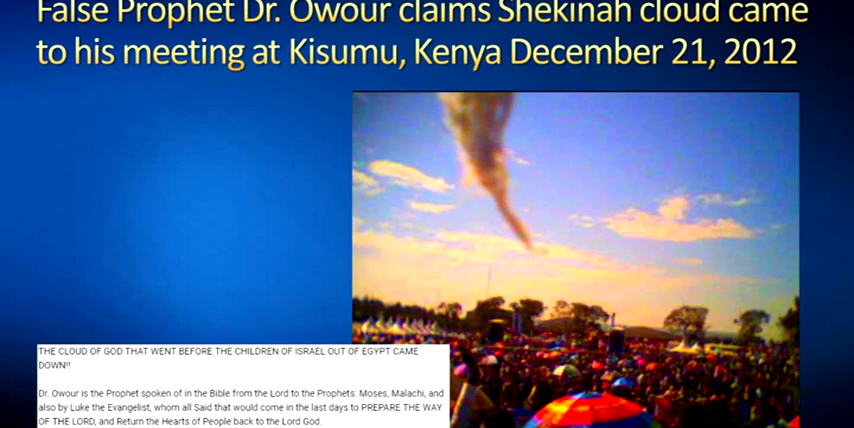 False Prophet Dr. Owour claims Shekinah cloud came
to his meeting at Kisumu, Kenya December 21, 2012
THE CLOUD OF GOD THAT WENT BEFORE THE CHILDREN OF ISRAEL OUT OF EGYPT CAME
DOWN!!
Dr. Owour is the Prophet spoken of in the Bible from the Lord to the Prophets: Moses, Malachi, and
also by Luke the Evangelist, whom all Said that would come in the last days to PREPARE THE WAY
OF THE LORD, and Return the Hearts of People back to the Lord God.